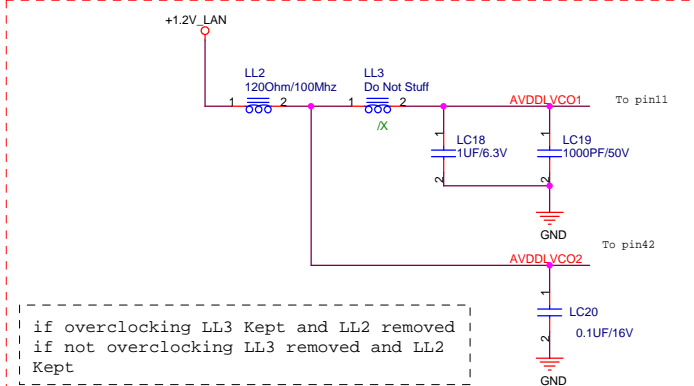 +1.2V_LAN
LL2
120Ohm/100Mhz
LL3
Do Not Stuff
1
2
1
2
/X
AVDDLVCO1
To pin11
1
LC18
1UF/6.3V
2
1
LC19
1000PF/50V
2
GND
To pin42
AVDDLVCO2
1
LC20
0.1UF/16V
2
GND
if overclocking LL3 Kept and LL2 removed
if not overclocking LL3 removed and LL2
Kept